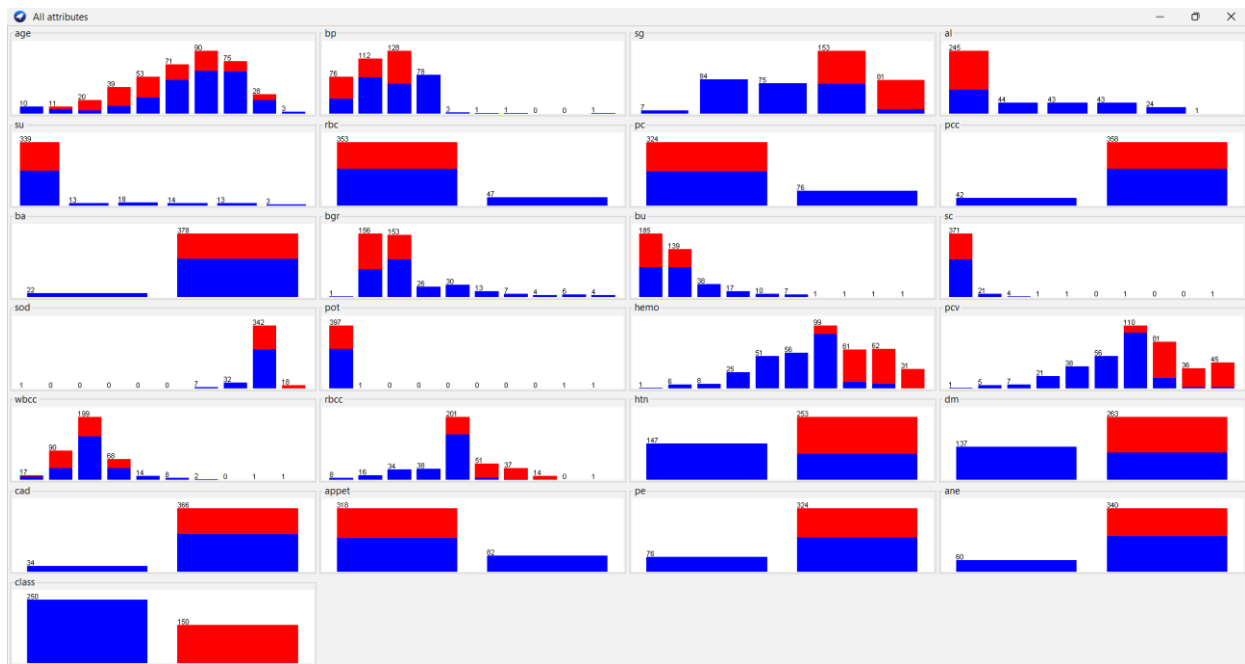 All attributes
age bp sg al
10 11 20 39 53 71 90 75 28 3
76 112 128 78 3 1 1 0 0 1
7 84 75 153 81
245 44 43 43 24 1
su rbc pc pcc
339 13 18 14 13 3
353 47
324 76
42 358
ba bgr bu sc
22 378
1 156 153 26 30 13 7 4 6 4
185 139 38 17 10 7 1 1 1 1
371 21 4 1 1 0 1 0 0 1
sod pot hemo pcv
1 0 0 0 0 0 7 32 342 18
397 1 0 0 0 0 0 0 1 1
1 6 8 25 51 56 99 61 62 31
1 5 7 21 38 56 110 81 36 45
wbcc rbcc htn dm
17 90 199 68 14 8 2 0 1 1
8 16 34 38 201 51 37 14 0 1
147 253
137 263
cad appet pe ane
34 366
318 82
76 324
60 340
class
250 150